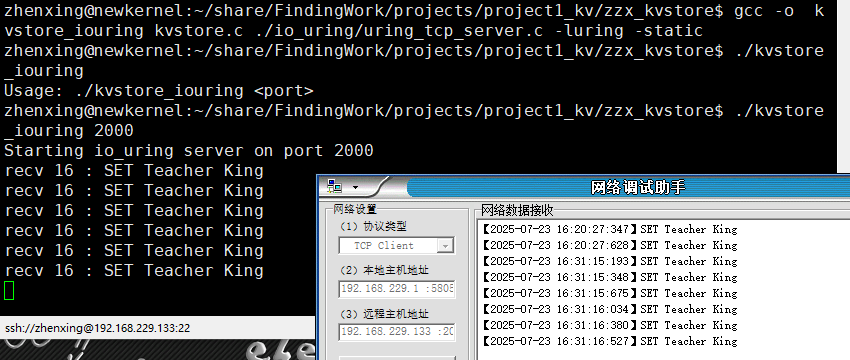 zhenxing@newkernel:~/share/FindingWork/projects/project1_kv/zzx_kvstore$ gcc -o  k
vstore_iouring kvstore.c ./io_uring/uring_tcp_server.c -luring -static
zhenxing@newkernel:~/share/FindingWork/projects/project1_kv/zzx_kvstore$ ./kvstore
_iouring
Usage: ./kvstore_iouring <port>
zhenxing@newkernel:~/share/FindingWork/projects/project1_kv/zzx_kvstore$ ./kvstore
_iouring 2000
Starting io_uring server on port 2000
recv 16 : SET Teacher King
recv 16 : SET Teacher King
recv 16 : SET Teacher King
recv 16 : SET Teacher King
recv 16 : SET Teacher King
recv 16 : SET Teacher King
ssh://zhenxing@192.168.229.133:22
网络调试助手
网络设置
(1) 协议类型
TCP Client
(2) 本地主机地址
192.168.229.1 :5805
(3) 远程主机地址
192.168.229.133 :20
网络数据接收
【2025-07-23 16:20:27:347】SET Teacher King
【2025-07-23 16:20:27:628】SET Teacher King
【2025-07-23 16:31:15:193】SET Teacher King
【2025-07-23 16:31:15:348】SET Teacher King
【2025-07-23 16:31:15:675】SET Teacher King
【2025-07-23 16:31:16:034】SET Teacher King
【2025-07-23 16:31:16:380】SET Teacher King
【2025-07-23 16:31:16:527】SET Teacher King